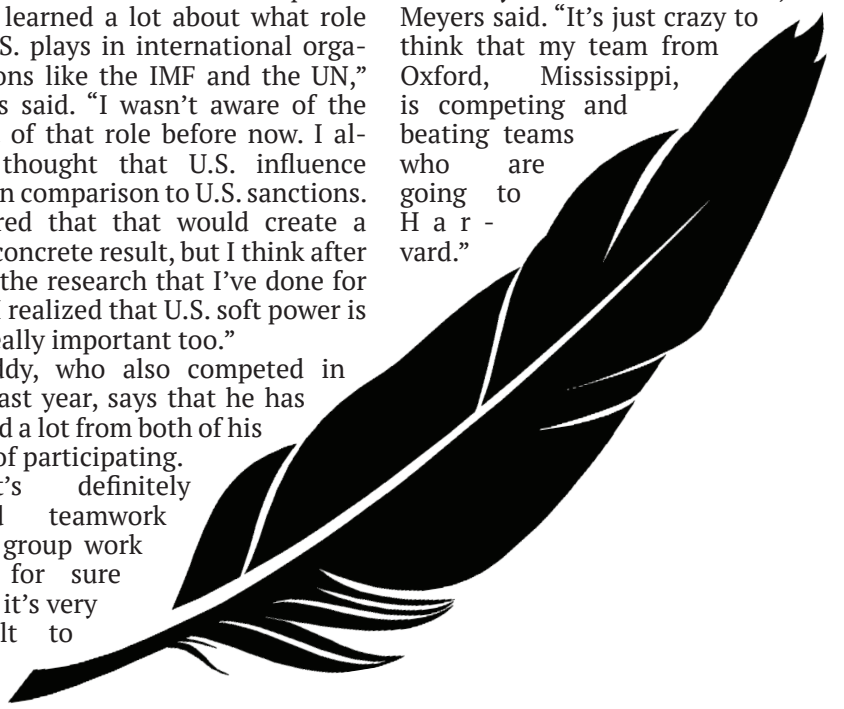 learned a lot about what role
S. plays in international orga-
ons like the IMF and the UN,”
s said. “I wasn’t aware of the
of that role before now. I al-
thought that U.S. influence
n comparison to U.S. sanctions.
red that that would create a
concrete result, but I think after
the research that I’ve done for
I realized that U.S. soft power is
eally important too.”
ddy, who also competed in
ast year, says that he has
d a lot from both of his
of participating.
t’s definitely
d teamwork
group work
for sure
it’s very
lt to
Meyers said. “It’s just crazy to
think that my team from
Oxford, Mississippi,
is competing and
beating teams
who are
going to
Har-
vard.”